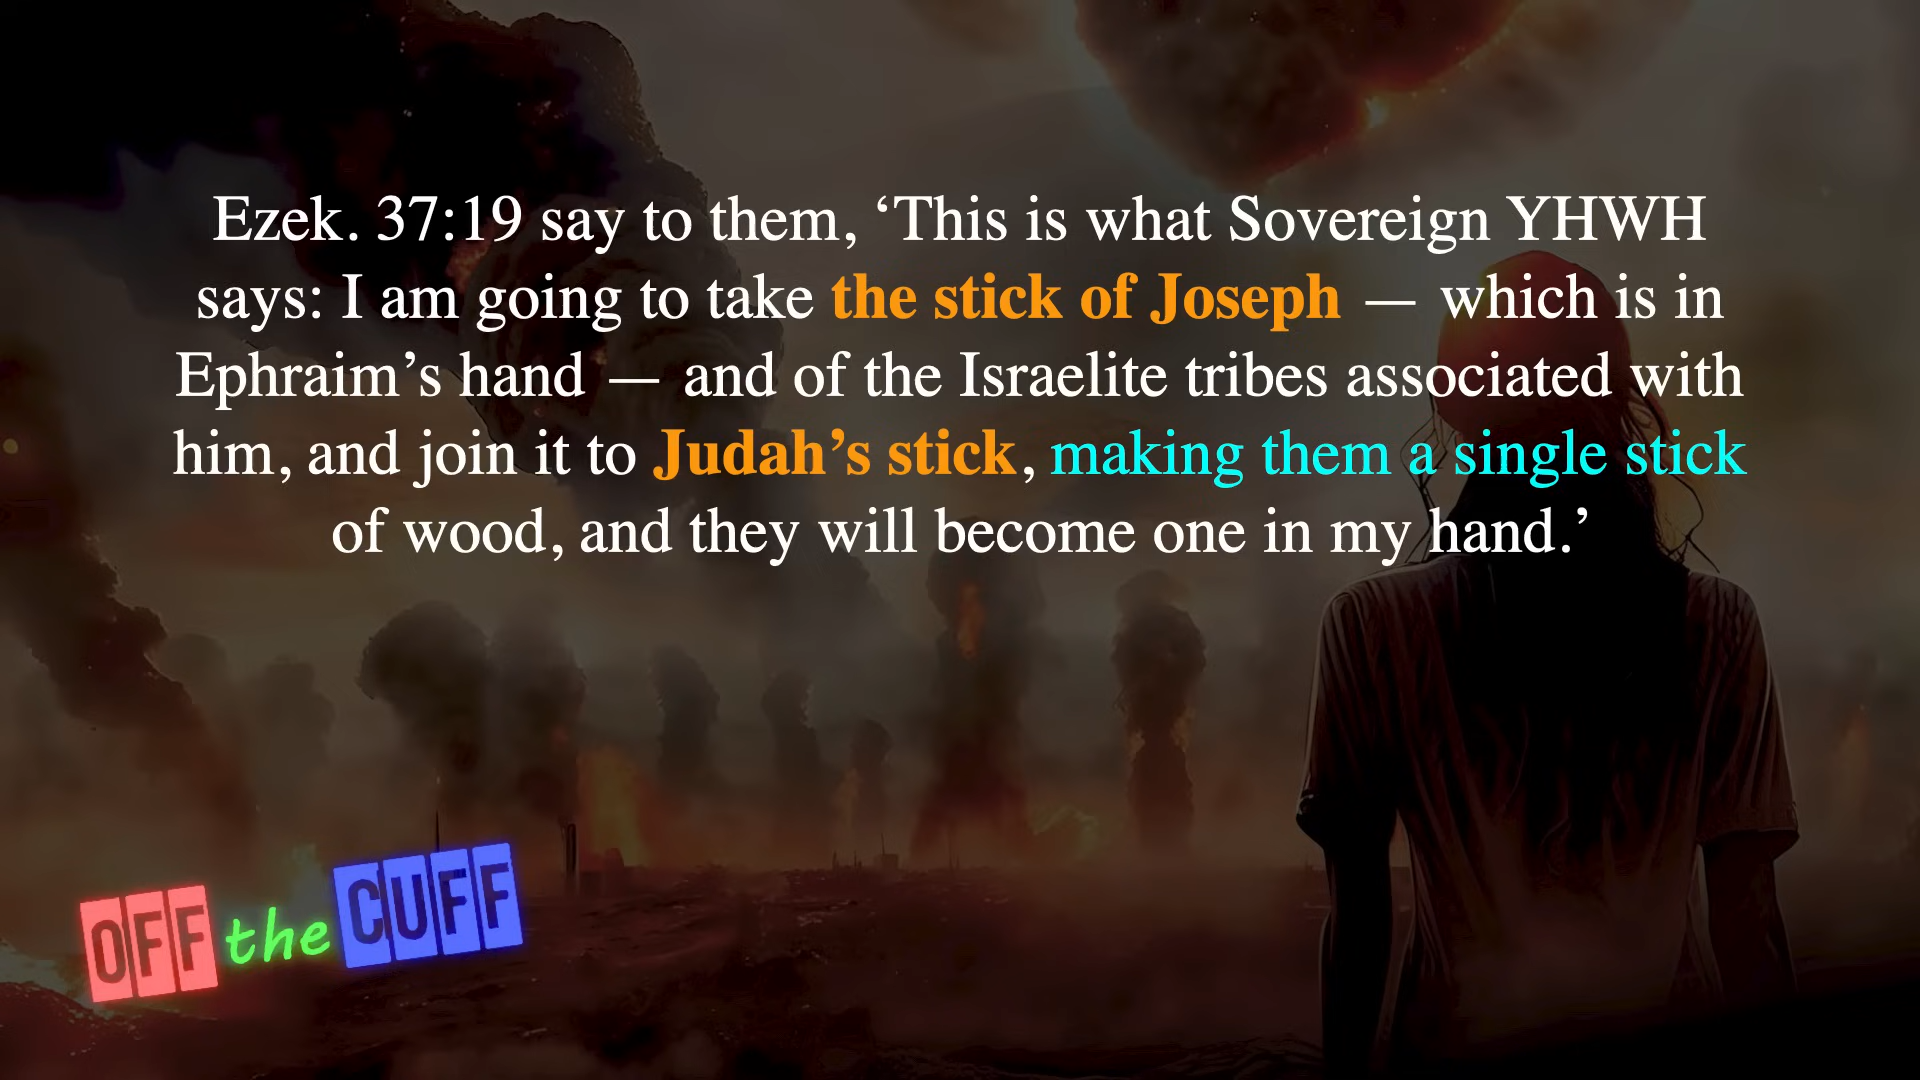 Ezek. 37:19 say to them, ‘This is what Sovereign YHWH
says: I am going to take the stick of Joseph — which is in
Ephraim’s hand — and of the Israelite tribes associated with
him, and join it to Judah’s stick, making them a single stick
of wood, and they will become one in my hand.’
OFF the CUFF